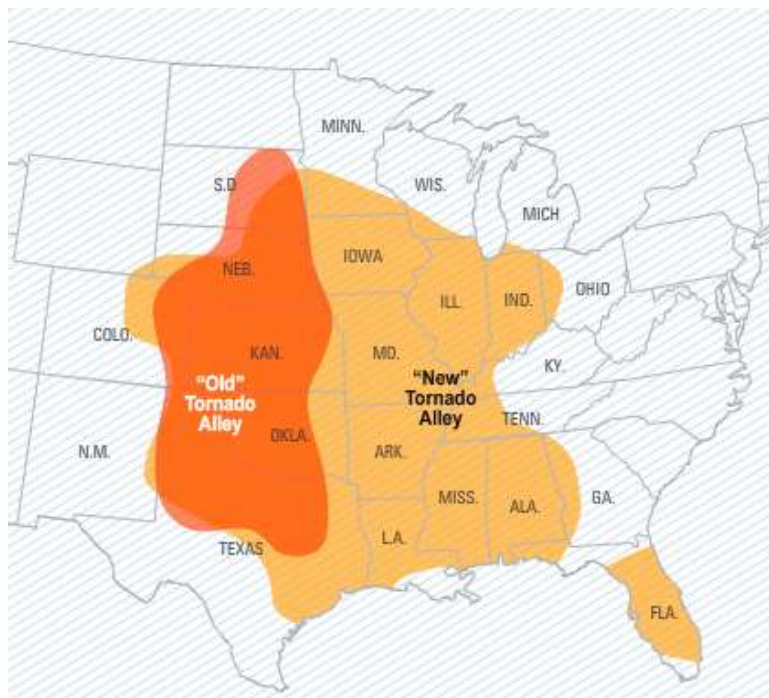 MINN.
S.D
WIS.
MICH
IOWA
NEB.
ILL.
IND.
OHIO
COLO.
KAN.
MO.
KY.
"Old"
Tornado
Alley
"New"
Tornado
Alley
TENN.
OKLA.
N.M.
ARK.
MISS.
ALA.
GA.
L.A.
TEXAS
FLA.